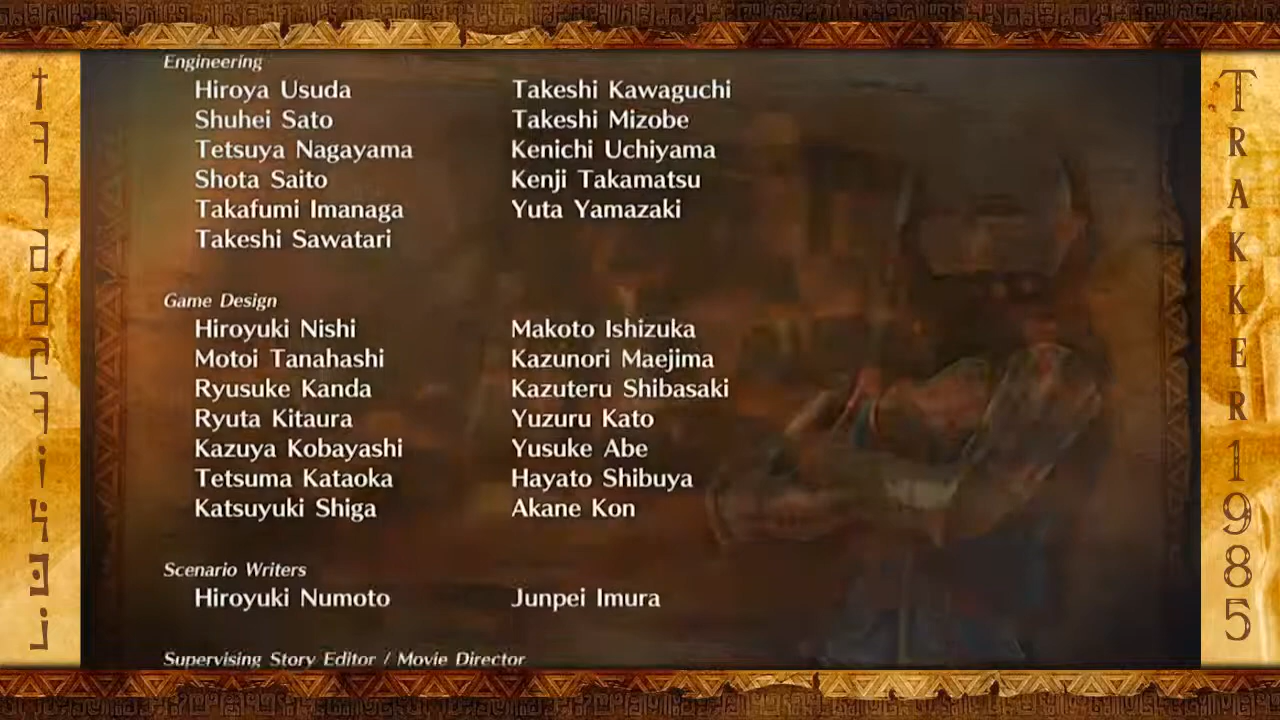 Engineering
Hiroya Usuda Takeshi Kawaguchi
Shuhei Sato Takeshi Mizobe
Tetsuya Nagayama Kenichi Uchiyama
Shota Saito Kenji Takamatsu
Takafumi Imanaga Yuta Yamazaki
Takeshi Sawatari
Game Design
Hiroyuki Nishi Makoto Ishizuka
Motoi Tanahashi Kazunori Maejima
Ryusuke Kanda Kazuteru Shibasaki
Ryuta Kitaura Yuzuru Kato
Kazuya Kobayashi Yusuke Abe
Tetsuma Kataoka Hayato Shibuya
Katsuyuki Shiga Akane Kon
Scenario Writers
Hiroyuki Numoto Junpei Imura
Supervising Story Editor / Movie Director
TRAKKER1985